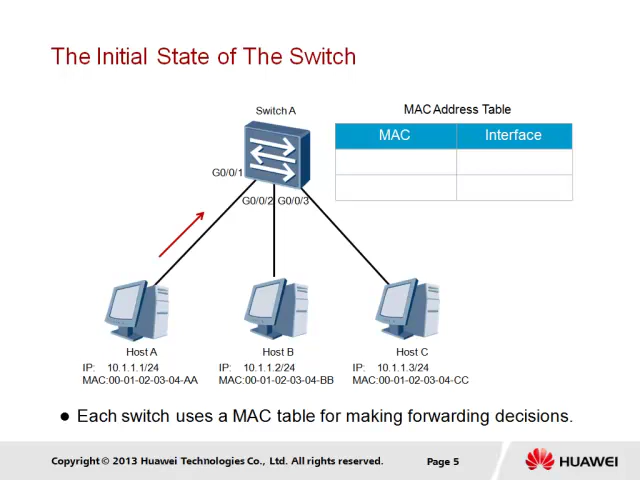 The Initial State of The Switch
Switch A
MAC Address Table
MAC Interface
G0/0/1
G0/0/2 G0/0/3
Host A
IP: 10.1.1.1/24
MAC:00-01-02-03-04-AA
Host B
IP: 10.1.1.2/24
MAC:00-01-02-03-04-BB
Host C
IP: 10.1.1.3/24
MAC:00-01-02-03-04-CC
● Each switch uses a MAC table for making forwarding decisions.
Copyright © 2013 Huawei Technologies Co., Ltd. All rights reserved.
Page 5
HUAWEI